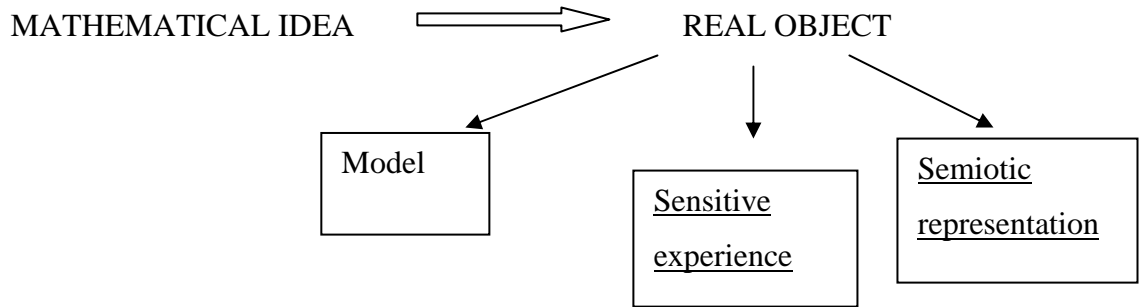 MATHEMATICAL IDEA REAL OBJECT
Model
Sensitive
experience
Semiotic
representation